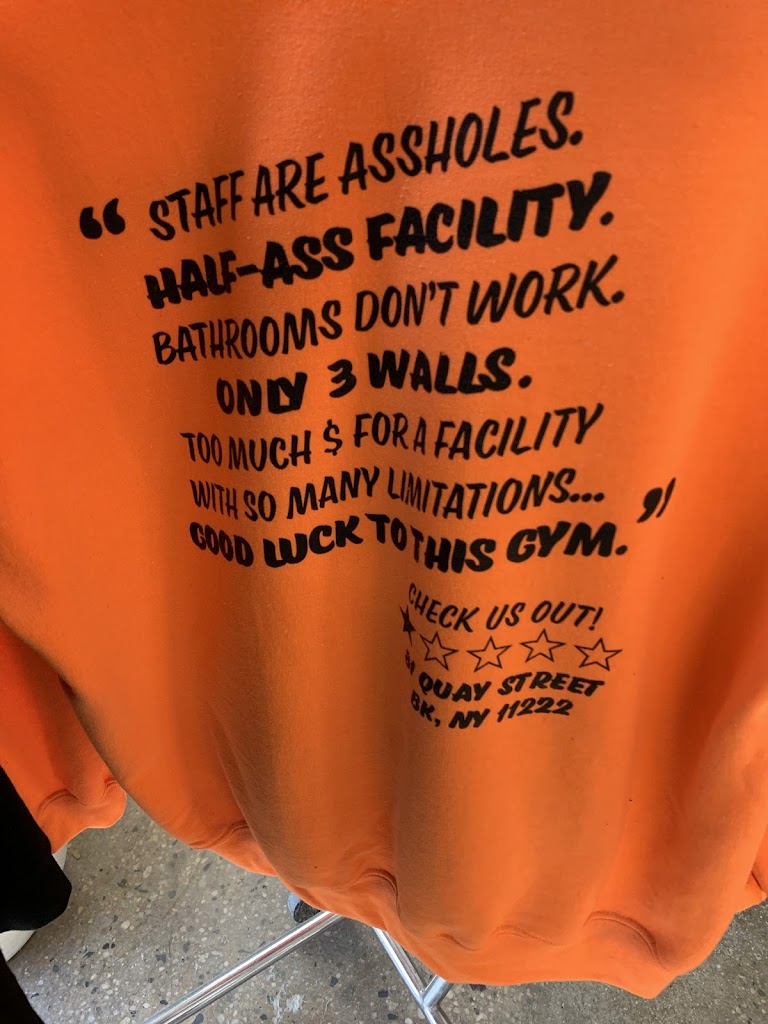 “ STAFF ARE ASSHOLES.
HALF-ASS FACILITY.
BATHROOMS DON'T WORK.
ONLY 3 WALLS.
TOO MUCH $ FOR A FACILITY
WITH SO MANY LIMITATIONS...
GOOD LUCK TO THIS GYM. ”
CHECK US OUT!
★☆☆☆☆
QUAY STREET
BK, NY 11222